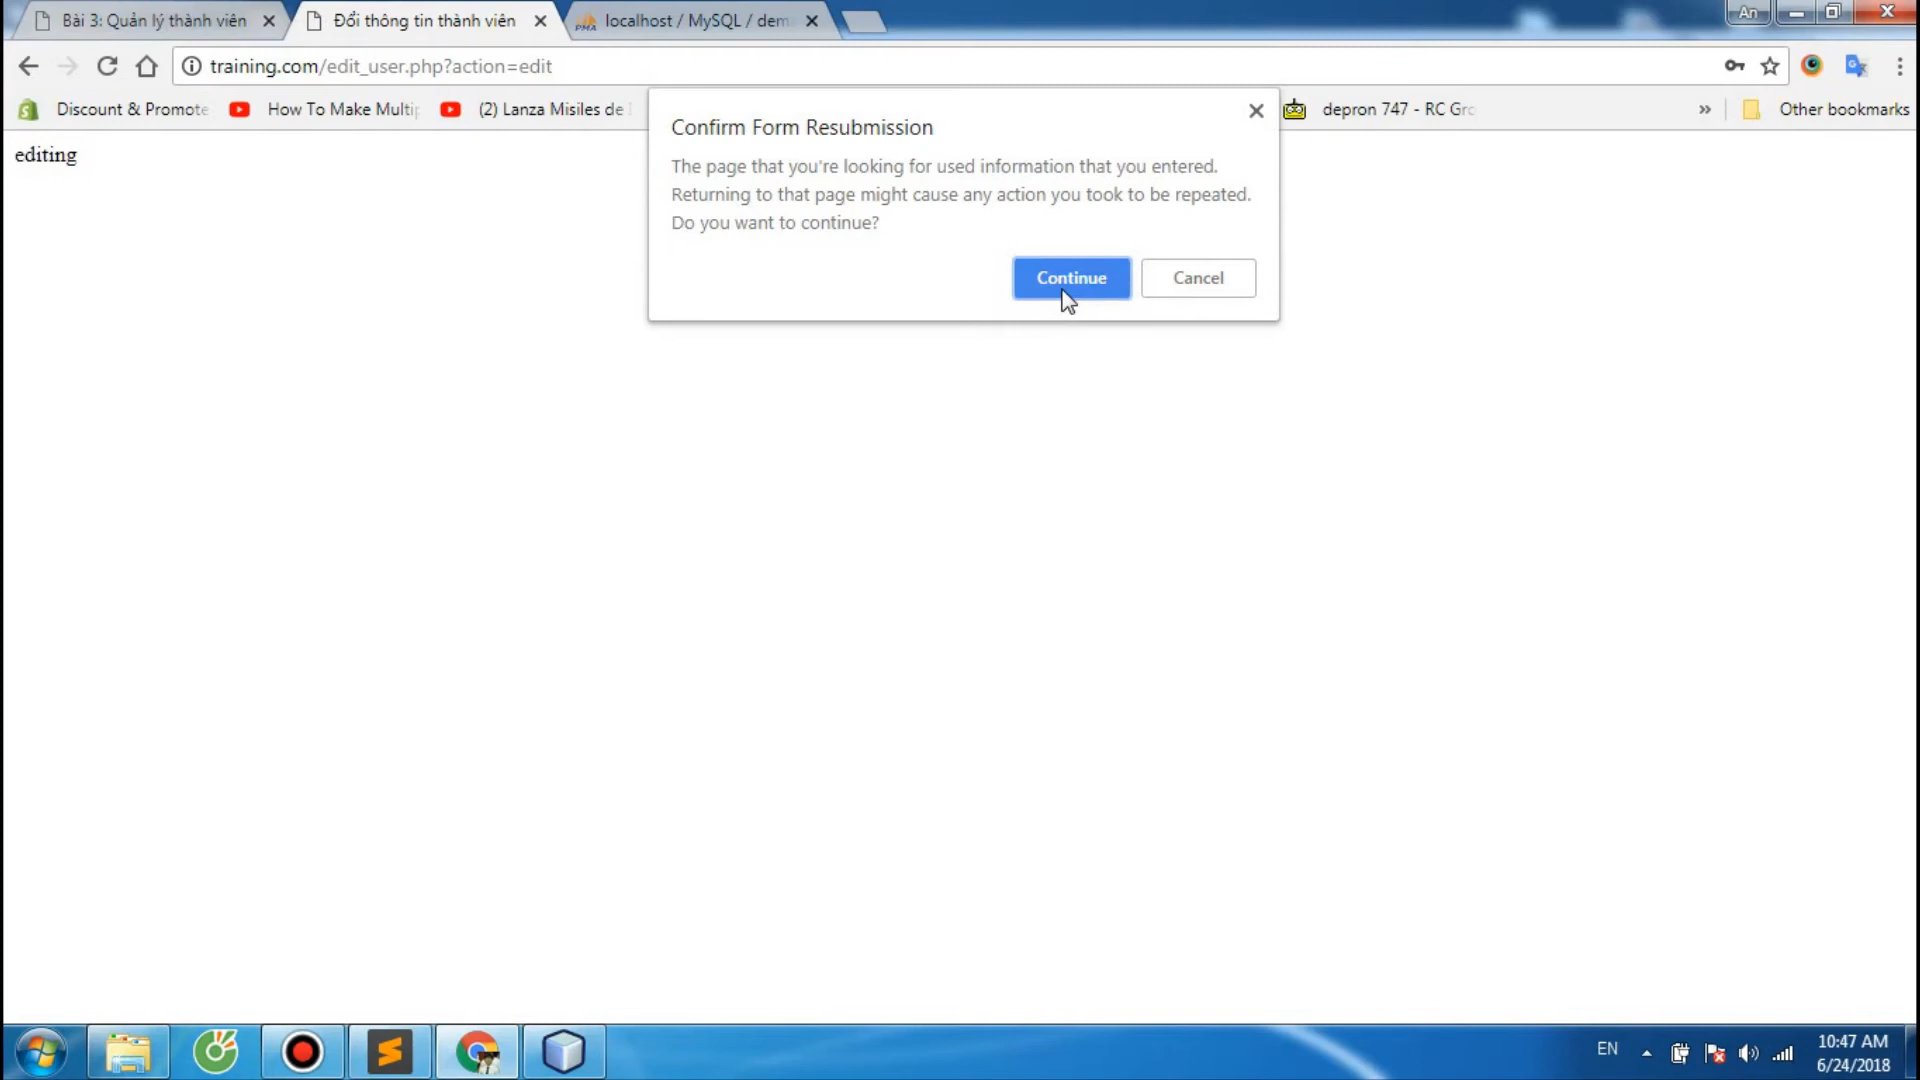 Bài 3: Quản lý thành viên
Đổi thông tin thành viên
localhost / MySQL / dem
An
training.com/edit_user.php?action=edit
Discount & Promote
How To Make Multip
(2) Lanza Misiles de
depron 747 - RC Gro
»
Other bookmarks
editing
Confirm Form Resubmission
The page that you're looking for used information that you entered.
Returning to that page might cause any action you took to be repeated.
Do you want to continue?
Continue
Cancel
EN
10:47 AM
6/24/2018